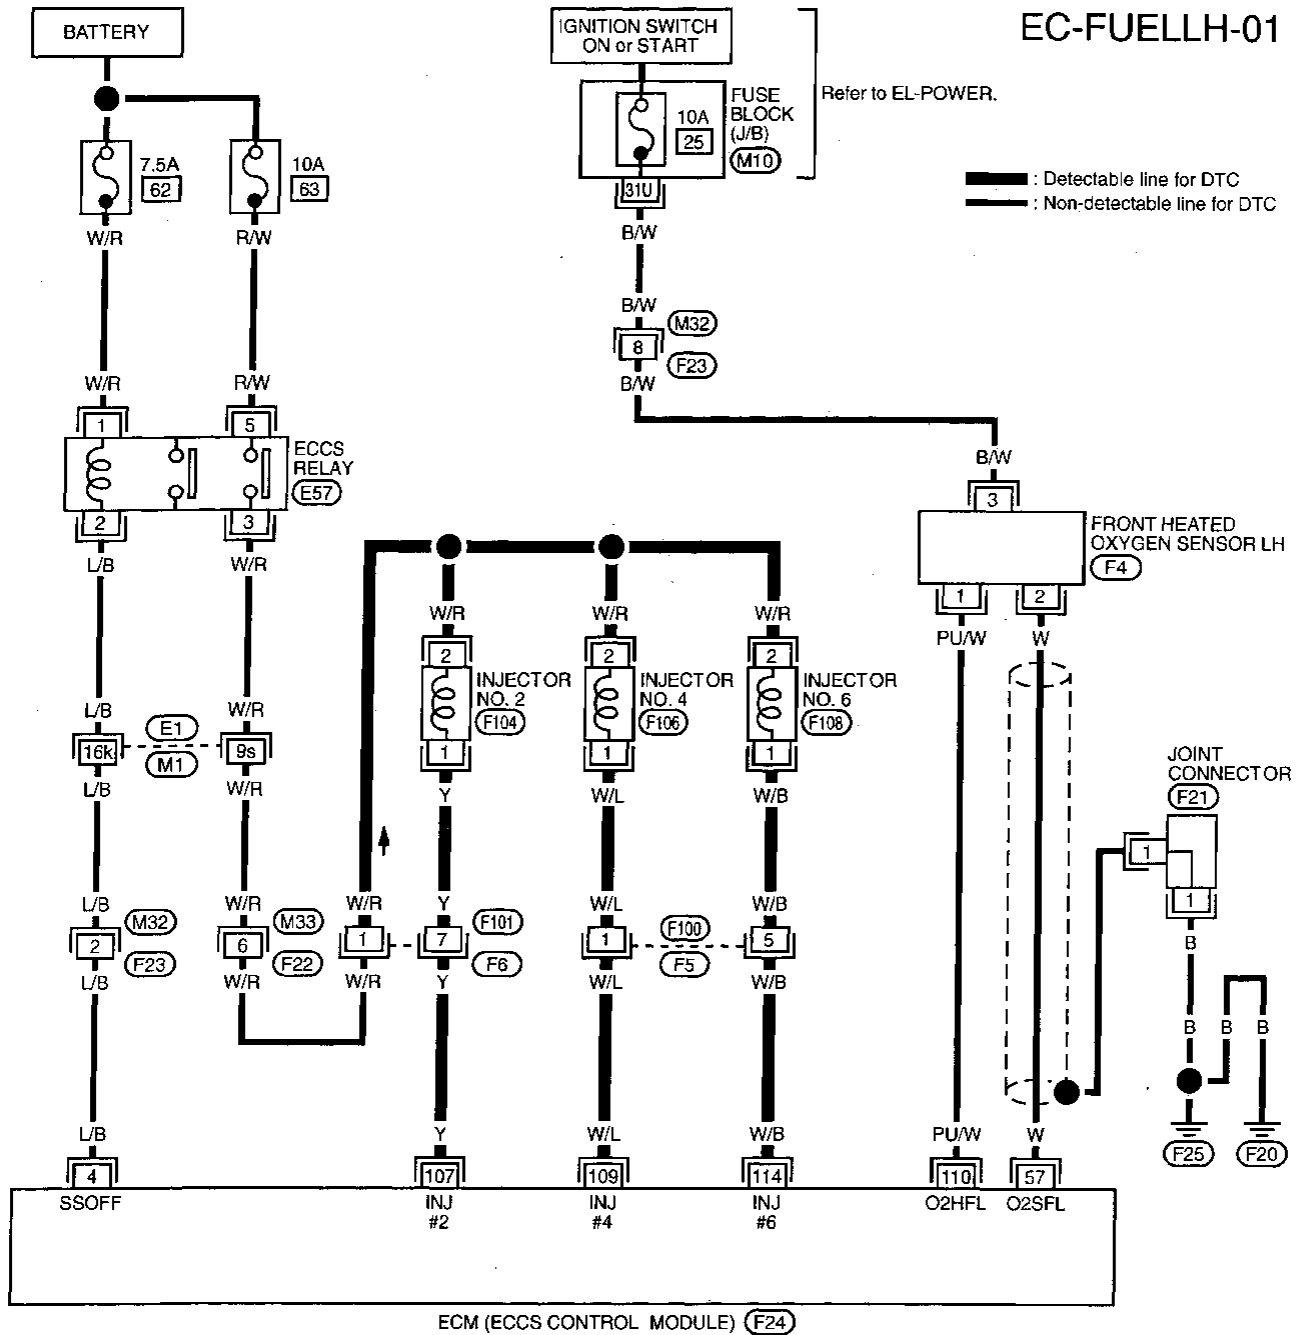 EC-FUELLH-01
BATTERY
IGNITION SWITCH
ON or START
Refer to EL-POWER.
FUSE
BLOCK
(J/B)
M10
10A
25
31U
7.5A
62
10A
63
: Detectable line for DTC
: Non-detectable line for DTC
W/R R/W B/W
B/W
M32
8
F23
W/R R/W B/W
1 5
ECCS
RELAY
E57
B/W
3
2 3
FRONT HEATED
OXYGEN SENSOR LH
F4
L/B W/R
1 2
W/R W/R W/R PU/W W
2 2 2
INJECTOR
NO. 2
F104
INJECTOR
NO. 4
F106
INJECTOR
NO. 6
F108
1 1 1
L/B W/R
16k E1 9s
M1
L/B W/R Y W/L W/B
JOINT
CONNECTOR
F21
1
1
L/B W/R W/R Y W/L W/B
M32 M33 F101 F100
2 6 1 7 1 5
F23 F22 F6 F5
B
L/B W/R W/R Y W/L W/B
B B B
L/B Y W/L W/B PU/W W
F25 F20
4 107 109 114 110 57
SSOFF INJ INJ INJ O2HFL O2SFL
#2 #4 #6
ECM (ECCS CONTROL MODULE) F24